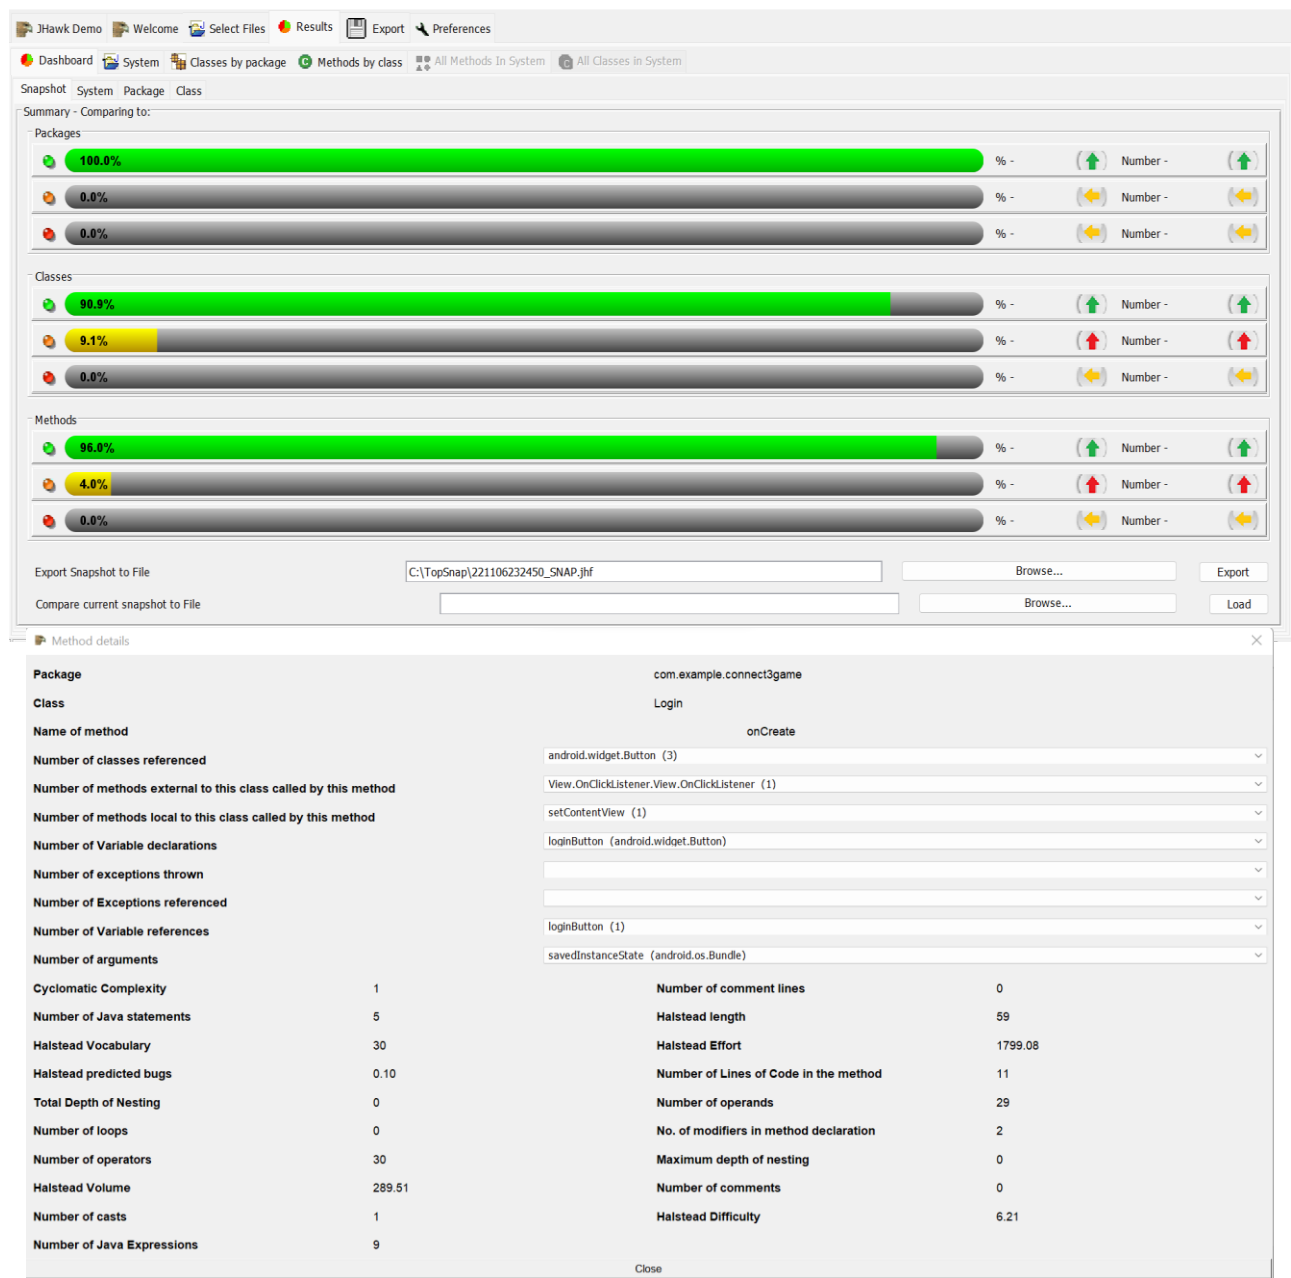 JHawk Demo Welcome Select Files Results Export Preferences
Dashboard System Classes by package Methods by class All Methods In System All Classes in System
Snapshot System Package Class
Summary - Comparing to:
Packages
100.0% % - Number -
0.0% % - Number -
0.0% % - Number -
Classes
90.9% % - Number -
9.1% % - Number -
0.0% % - Number -
Methods
96.0% % - Number -
4.0% % - Number -
0.0% % - Number -
Export Snapshot to File C:\TopSnap\221106232450_SNAP.jhf Browse... Export
Compare current snapshot to File Browse... Load
Method details
Package com.example.connect3game
Class Login
Name of method onCreate
Number of classes referenced android.widget.Button (3)
Number of methods external to this class called by this method View.OnClickListener.View.OnClickListener (1)
Number of methods local to this class called by this method setContentView (1)
Number of Variable declarations loginButton (android.widget.Button)
Number of exceptions thrown
Number of Exceptions referenced
Number of Variable references loginButton (1)
Number of arguments savedInstanceState (android.os.Bundle)
Cyclomatic Complexity 1 Number of comment lines 0
Number of Java statements 5 Halstead length 59
Halstead Vocabulary 30 Halstead Effort 1799.08
Halstead predicted bugs 0.10 Number of Lines of Code in the method 11
Total Depth of Nesting 0 Number of operands 29
Number of loops 0 No. of modifiers in method declaration 2
Number of operators 30 Maximum depth of nesting 0
Halstead Volume 289.51 Number of comments 0
Number of casts 1 Halstead Difficulty 6.21
Number of Java Expressions 9
Close